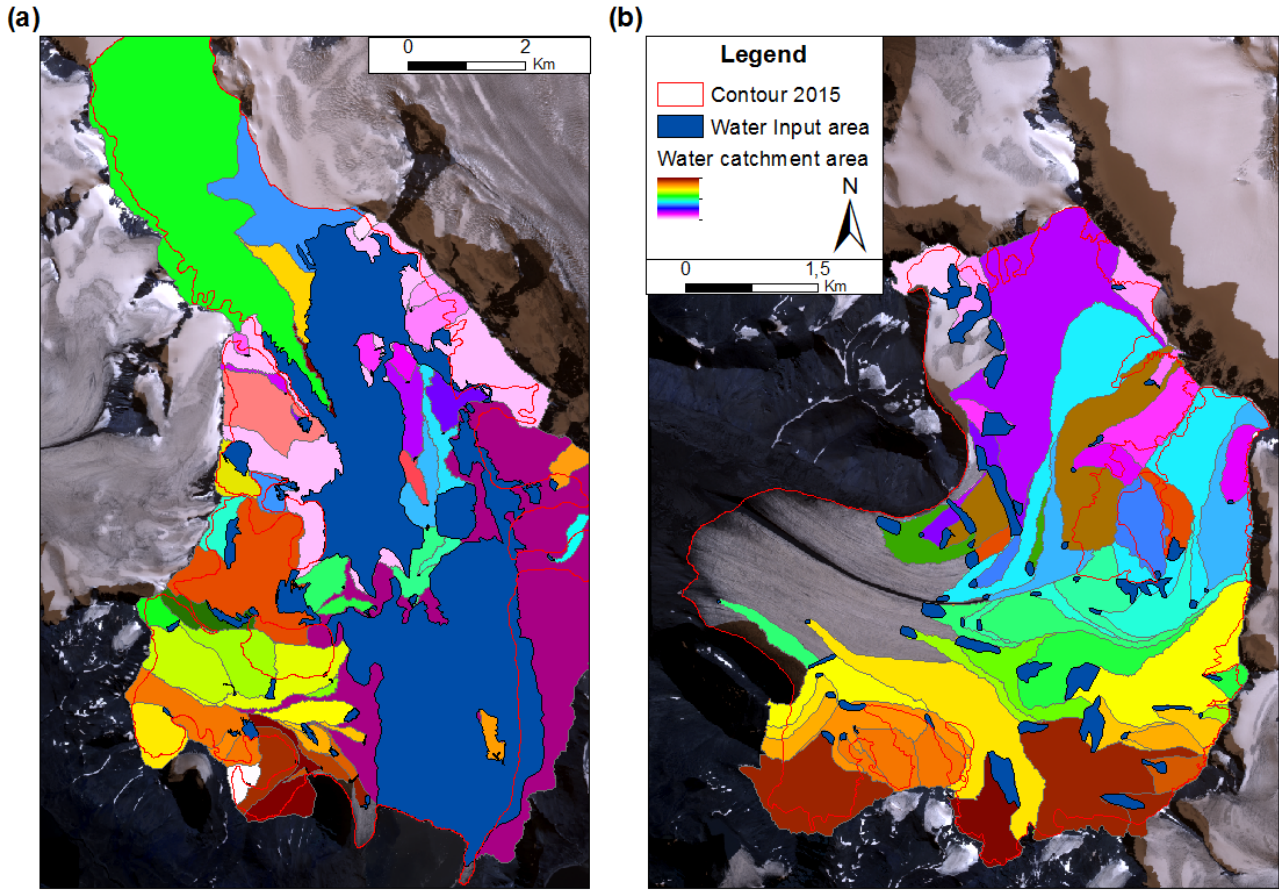 (a)
0 2
Km
(b)
Legend
Contour 2015
Water Input area
Water catchment area
N
0 1,5
Km